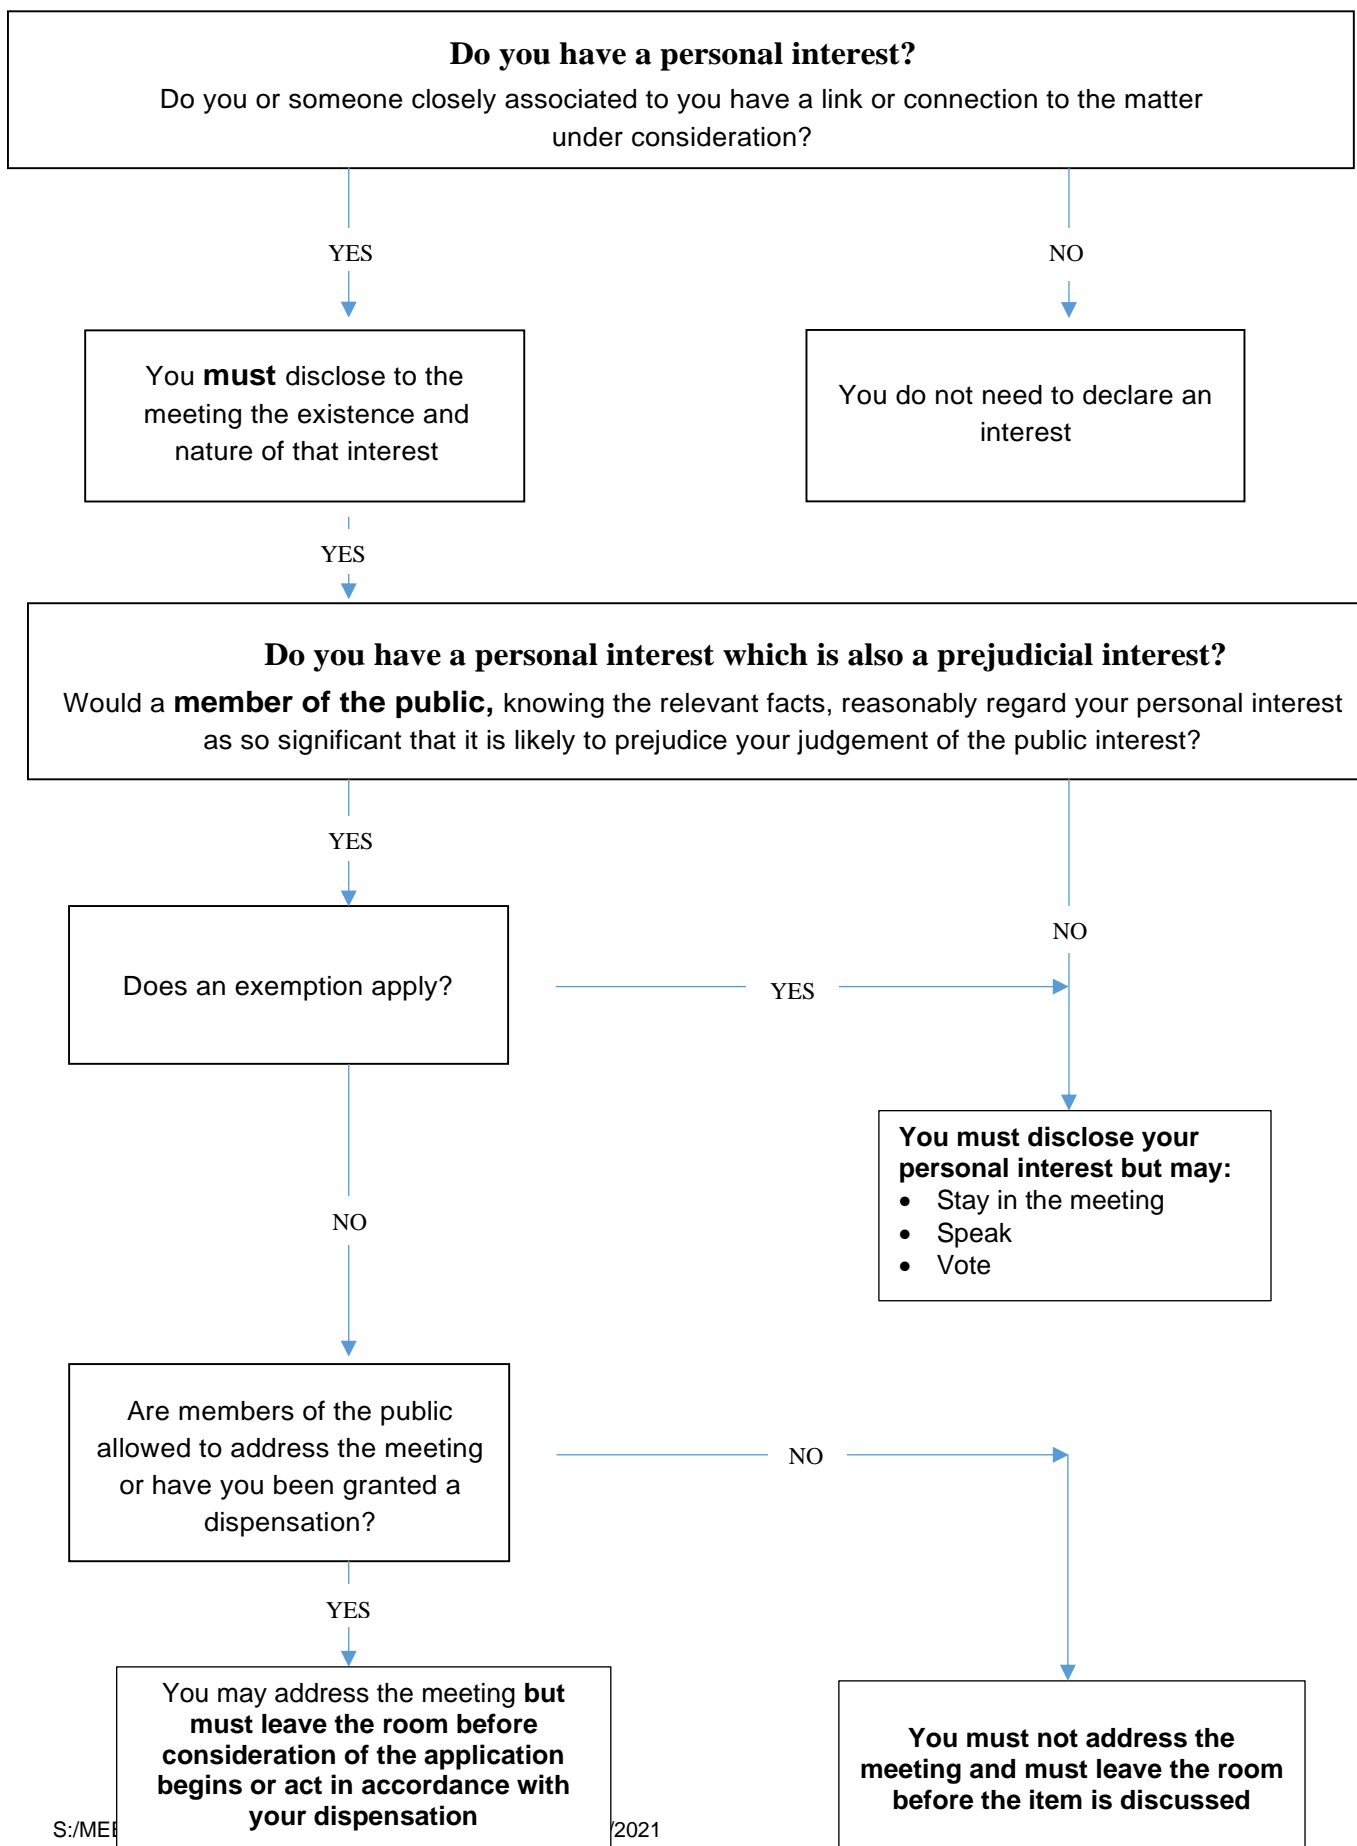 Do you have a personal interest?
Do you or someone closely associated to you have a link or connection to the matter
under consideration?
YES
NO
You must disclose to the
meeting the existence and
nature of that interest
You do not need to declare an
interest
YES
Do you have a personal interest which is also a prejudicial interest?
Would a member of the public, knowing the relevant facts, reasonably regard your personal interest
as so significant that it is likely to prejudice your judgement of the public interest?
YES
NO
Does an exemption apply?
YES
You must disclose your
personal interest but may:
• Stay in the meeting
• Speak
• Vote
NO
Are members of the public
allowed to address the meeting
or have you been granted a
dispensation?
NO
YES
You may address the meeting but
must leave the room before
consideration of the application
begins or act in accordance with
your dispensation
You must not address the
meeting and must leave the room
before the item is discussed
S:/MEE /2021